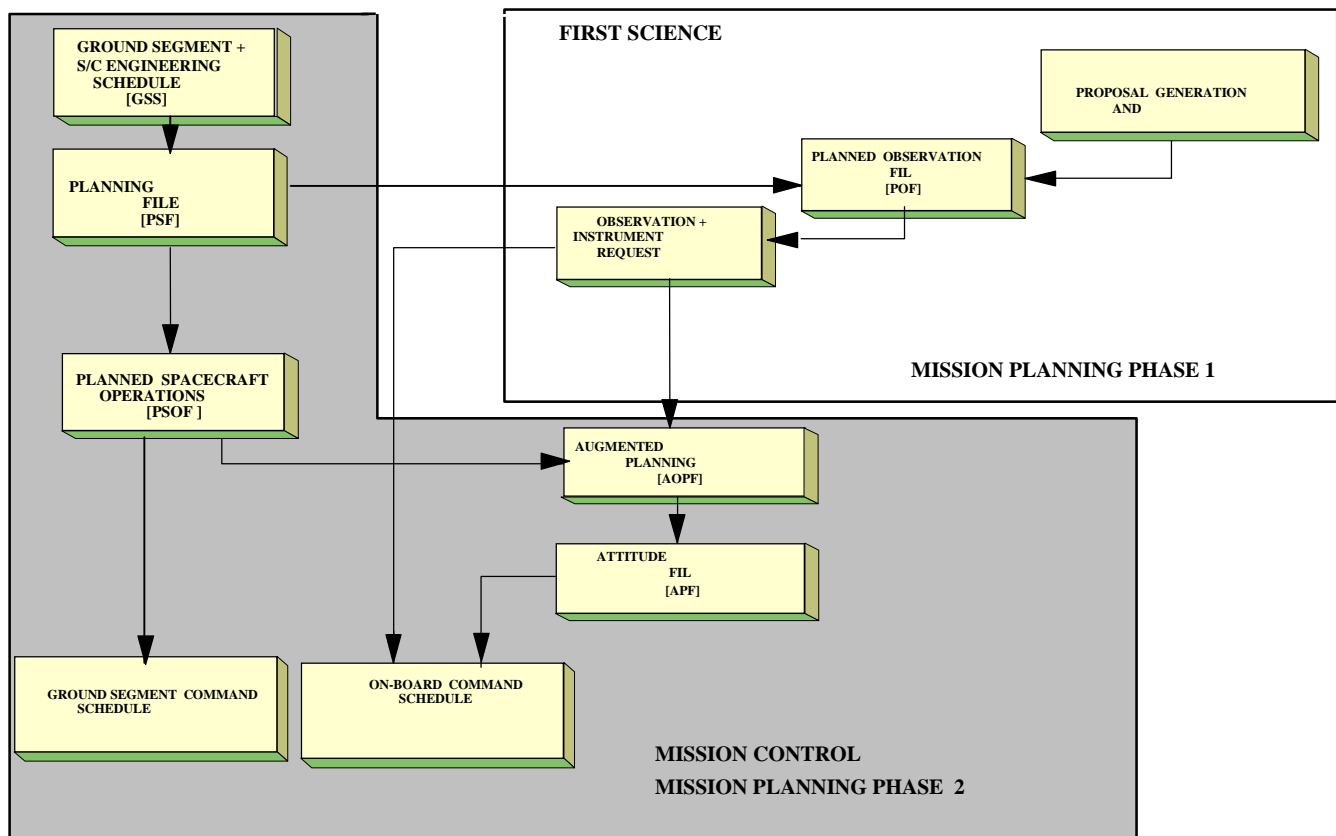 GROUND SEGMENT +
S/C ENGINEERING
SCHEDULE
[GSS]
PLANNING
FILE
[PSF]
PLANNED SPACECRAFT
OPERATIONS
[PSOF ]
GROUND SEGMENT COMMAND
SCHEDULE
FIRST SCIENCE
PROPOSAL GENERATION
AND
PLANNED OBSERVATION
FIL
[POF]
OBSERVATION +
INSTRUMENT
REQUEST
MISSION PLANNING PHASE 1
AUGMENTED
PLANNING
[AOPF]
ATTITUDE
FIL
[APF]
ON-BOARD COMMAND
SCHEDULE
MISSION CONTROL
MISSION PLANNING PHASE 2